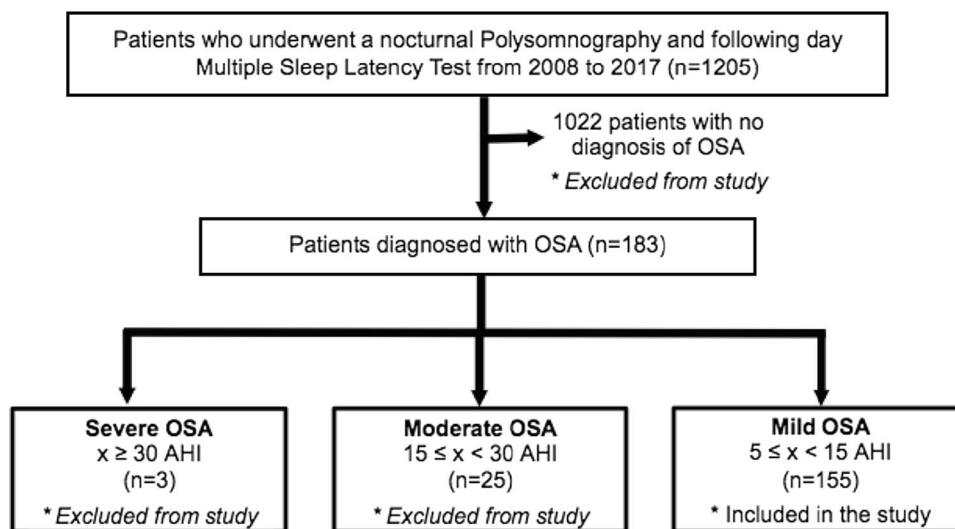 Patients who underwent a nocturnal Polysomnography and following day
Multiple Sleep Latency Test from 2008 to 2017 (n=1205)
1022 patients with no
diagnosis of OSA
* Excluded from study
Patients diagnosed with OSA (n=183)
Severe OSA
x ≥ 30 AHI
(n=3)
* Excluded from study
Moderate OSA
15 ≤ x < 30 AHI
(n=25)
* Excluded from study
Mild OSA
5 ≤ x < 15 AHI
(n=155)
* Included in the study